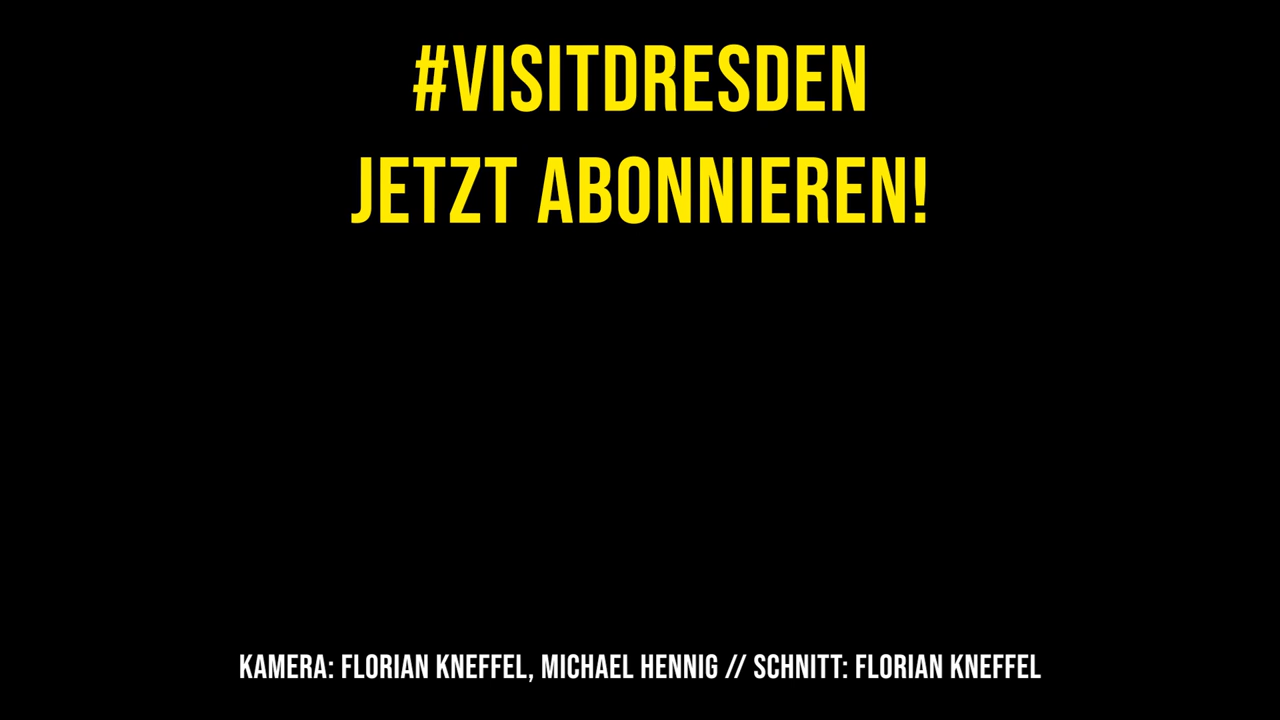 #VISITDRESDEN
JETZT ABONNIEREN!
KAMERA: FLORIAN KNEFFEL, MICHAEL HENNIG // SCHNITT: FLORIAN KNEFFEL